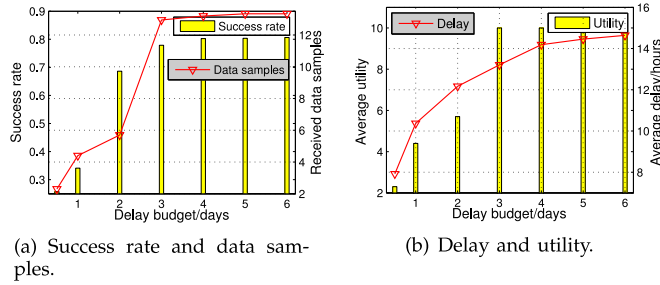 0.9
0.8
0.7
0.6
0.5
0.4
0.3
Success rate
Success rate
Data samples
12
10
8
6
4
2
Received data samples
1 2 3 4 5 6
Delay budget/days
(a) Success rate and data sam-
ples.
10
8
6
4
2
Average utility
Delay
Utility
16
15
14
12
10
8
Average delay/hours
1 2 3 4 5 6
Delay budget/days
(b) Delay and utility.